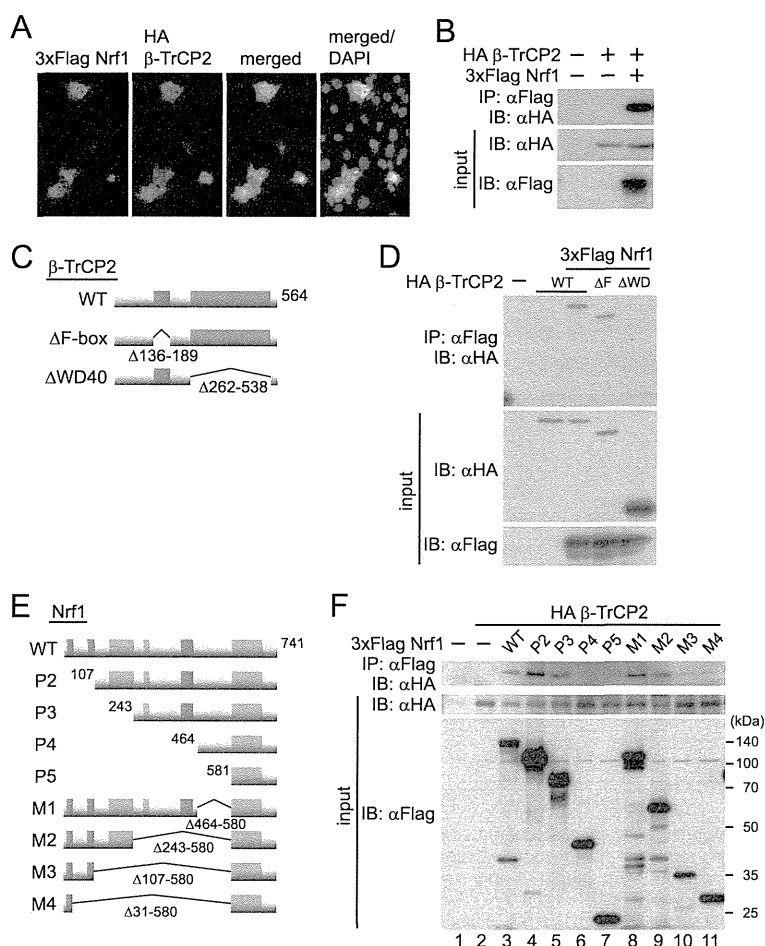 A
3xFlag Nrf1
HA
β-TrCP2
merged
merged/
DAPI
B
HA β-TrCP2 − + +
3xFlag Nrf1 − − +
IP: αFlag
IB: αHA
input
IB: αHA
IB: αFlag
C
β-TrCP2
WT 564
ΔF-box
Δ136-189
ΔWD40
Δ262-538
D
3xFlag Nrf1
HA β-TrCP2 − WT ΔF ΔWD
IP: αFlag
IB: αHA
input
IB: αHA
IB: αFlag
E
Nrf1
WT 741
P2 107
P3 243
P4 464
P5 581
M1
Δ464-580
M2
Δ243-580
M3
Δ107-580
M4
Δ31-580
F
HA β-TrCP2
3xFlag Nrf1 − − WT P2 P3 P4 P5 M1 M2 M3 M4
IP: αFlag
IB: αHA
IB: αHA
(kDa)
input
IB: αFlag
140
100
70
50
35
25
1 2 3 4 5 6 7 8 9 10 11